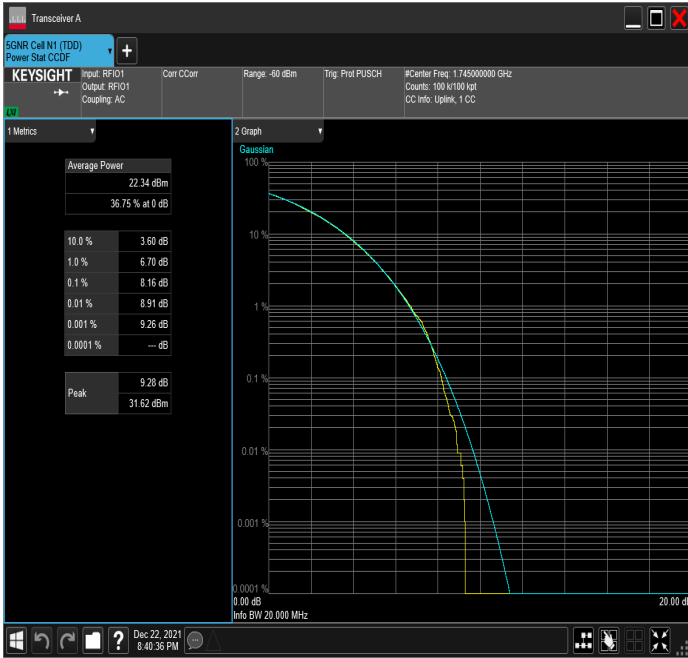 Transceiver A
5GNR Cell N1 (TDD)
Power Stat CCDF
KEYSIGHT
Input: RFIO1
Output: RFIO1
Coupling: AC
Corr CCorr
Range: -60 dBm
Trig: Prot PUSCH
#Center Freq: 1.745000000 GHz
Counts: 100 k/100 kpt
CC Info: Uplink, 1 CC
LXI
1 Metrics
Average Power
22.34 dBm
36.75 % at 0 dB
10.0 % 3.60 dB
1.0 % 6.70 dB
0.1 % 8.16 dB
0.01 % 8.91 dB
0.001 % 9.26 dB
0.0001 % --- dB
Peak
9.28 dB
31.62 dBm
2 Graph
Gaussian
100 %
10 %
1 %
0.1 %
0.01 %
0.001 %
0.0001 %
0.00 dB
20.00 d
Info BW 20.000 MHz
?
Dec 22, 2021
8:40:36 PM